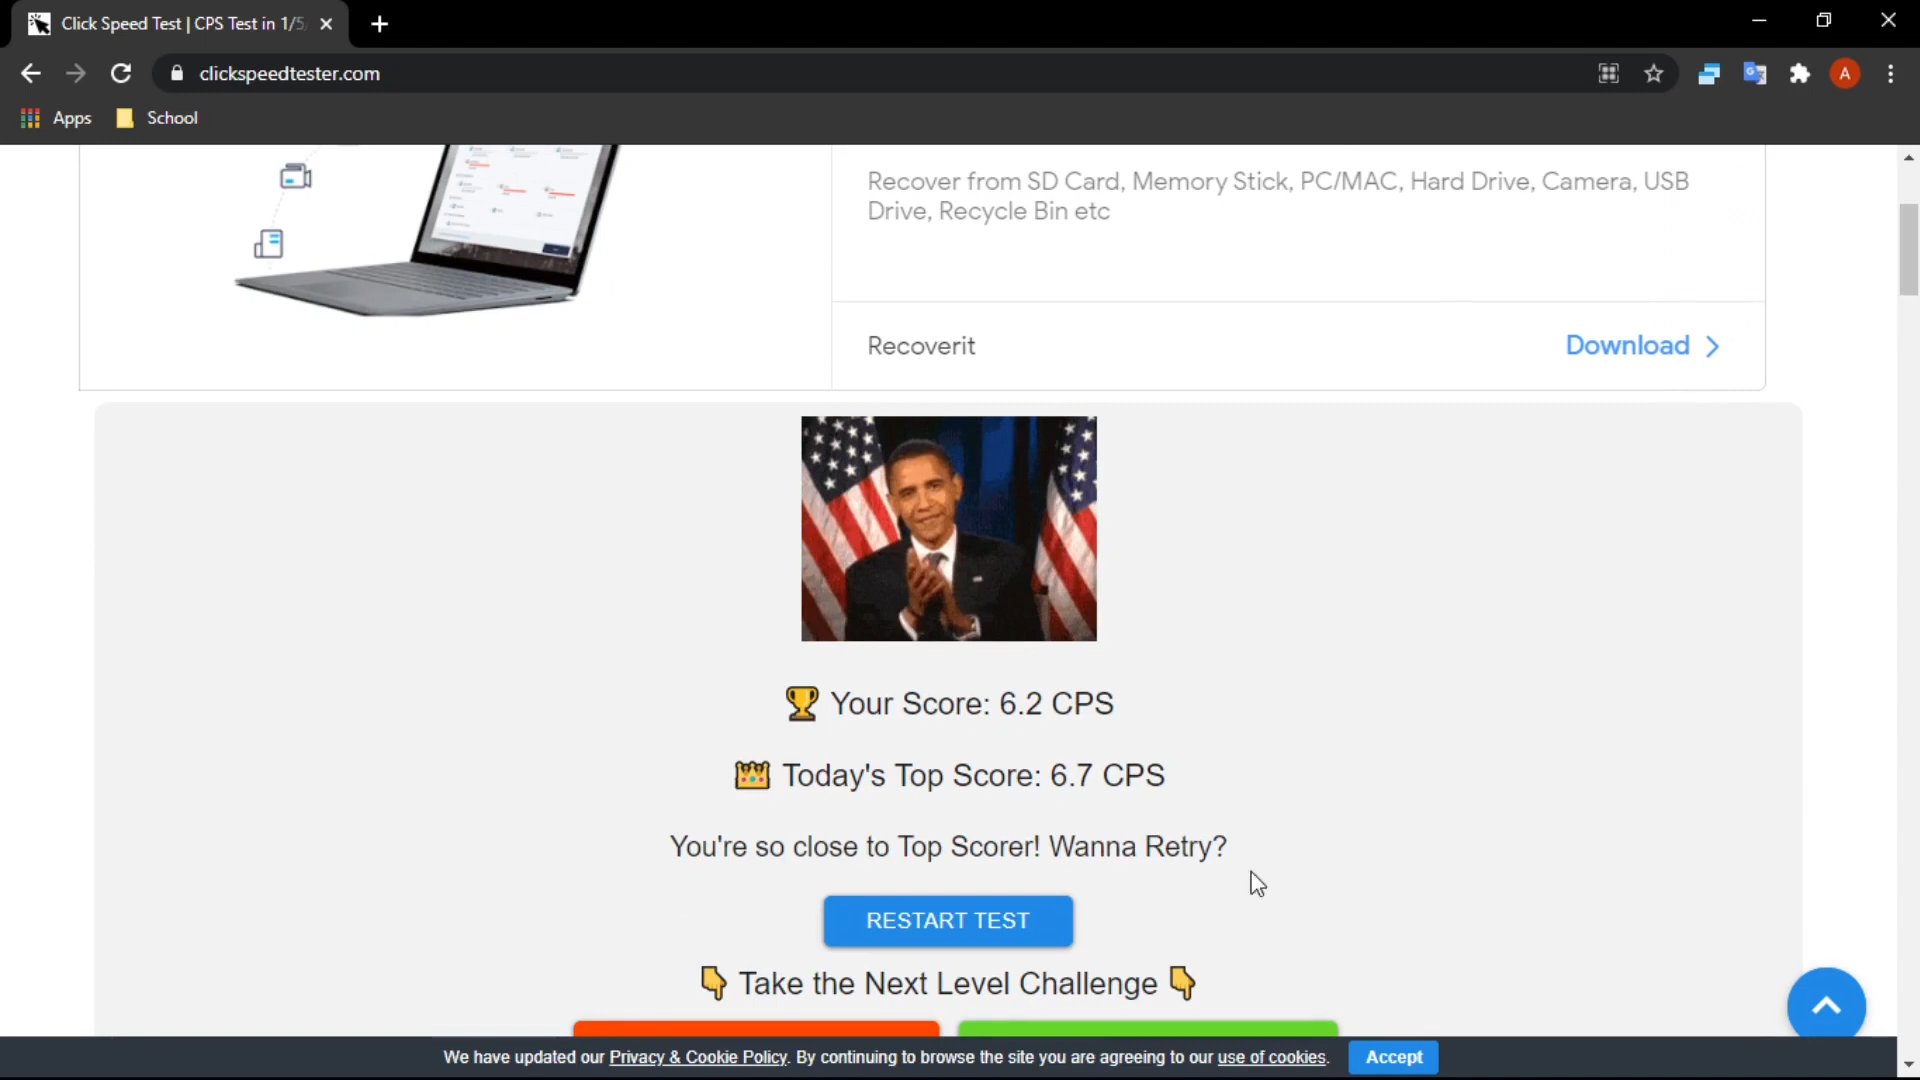 Click Speed Test | CPS Test in 1/5
clickspeedtester.com
A
Apps
School
Recover from SD Card, Memory Stick, PC/MAC, Hard Drive, Camera, USB
Drive, Recycle Bin etc
Recoverit
Download
Your Score: 6.2 CPS
Today's Top Score: 6.7 CPS
You're so close to Top Scorer! Wanna Retry?
RESTART TEST
Take the Next Level Challenge
We have updated our Privacy & Cookie Policy. By continuing to browse the site you are agreeing to our use of cookies.
Accept